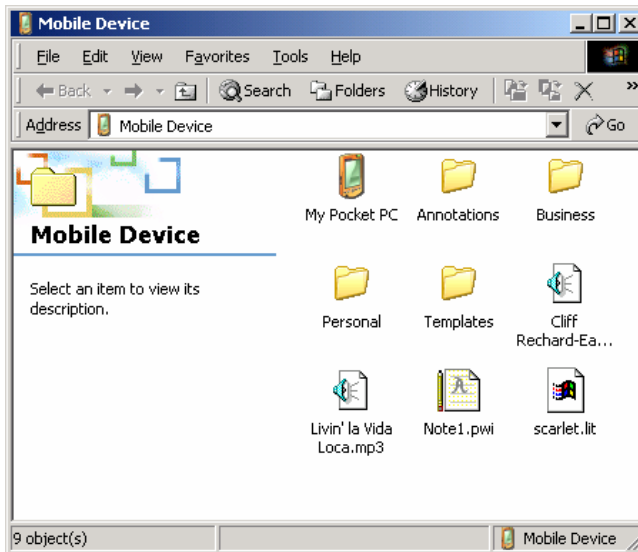 Mobile Device
File Edit View Favorites Tools Help
Back Search Folders History »
Address Mobile Device Go
Mobile Device
Select an item to view its
description.
My Pocket PC Annotations Business
Personal Templates Cliff
Rechard-Ea...
Livin' la Vida
Loca.mp3 Note1.pwi scarlet.lit
9 object(s) Mobile Device